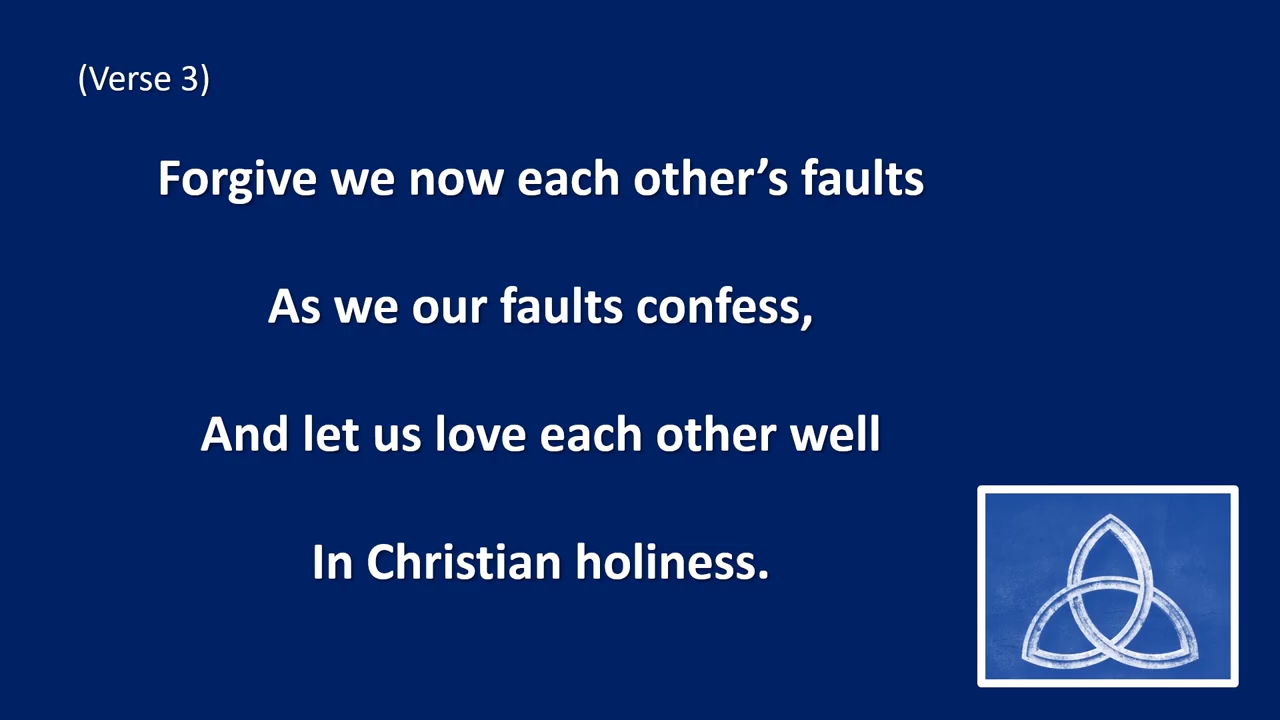 (Verse 3)
Forgive we now each other’s faults
As we our faults confess,
And let us love each other well
In Christian holiness.